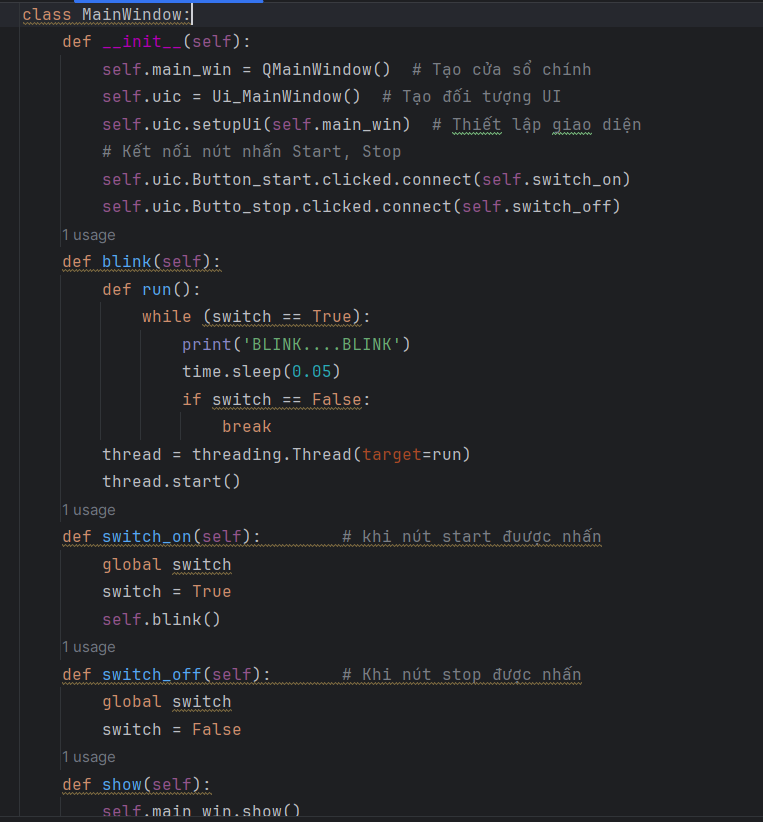 class MainWindow:
    def __init__(self):
        self.main_win = QMainWindow()  # Tạo cửa sổ chính
        self.uic = Ui_MainWindow()  # Tạo đối tượng UI
        self.uic.setupUi(self.main_win)  # Thiết lập giao diện
        # Kết nối nút nhấn Start, Stop
        self.uic.Button_start.clicked.connect(self.switch_on)
        self.uic.Butto_stop.clicked.connect(self.switch_off)
    1 usage
    def blink(self):
        def run():
            while (switch == True):
                print('BLINK....BLINK')
                time.sleep(0.05)
                if switch == False:
                    break
        thread = threading.Thread(target=run)
        thread.start()
    1 usage
    def switch_on(self):        # khi nút start đuược nhấn
        global switch
        switch = True
        self.blink()
    1 usage
    def switch_off(self):       # Khi nút stop được nhấn
        global switch
        switch = False
    1 usage
    def show(self):
        self.main_win.show()